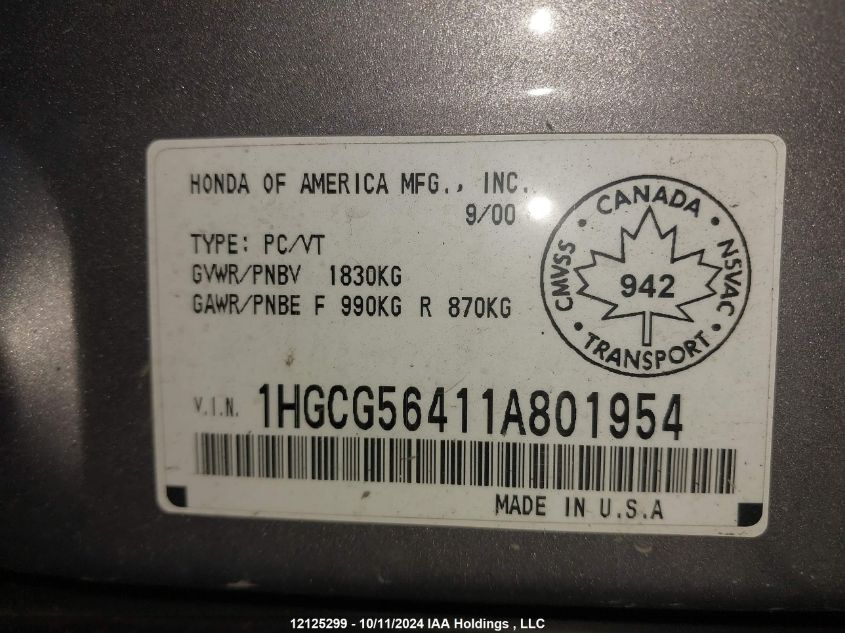 HONDA OF AMERICA MFG., INC.
9/00
TYPE: PC/VT
GVWR/PNBV 1830KG
GAWR/PNBE F 990KG R 870KG
CANADA
CMVSS
NSVAC
942
TRANSPORT
V.I.N. 1HGCG56411A801954
MADE IN U.S.A
12125299 - 10/11/2024 IAA Holdings , LLC